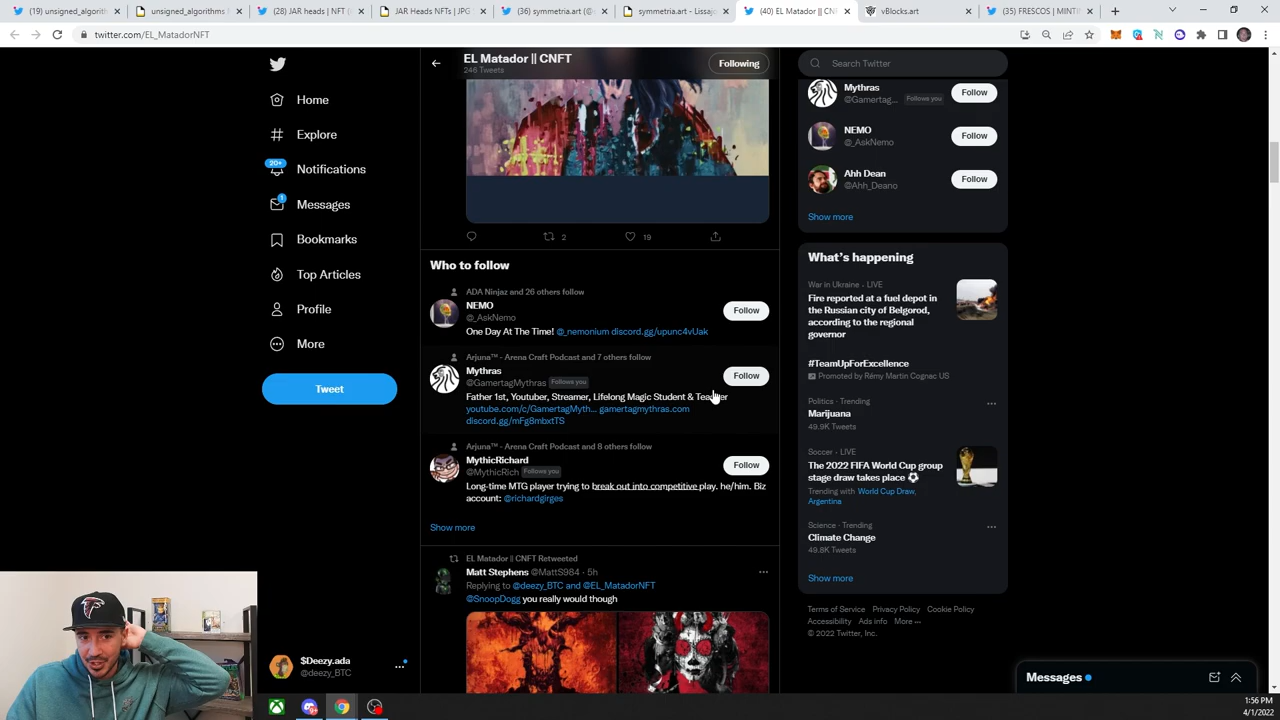 (19) unsigned_algorith
unsigned_algorithms
(28) JAR.heads | NFT (
JAR Heads NFTs | JPG S
(36) symmetria.art (@s
symmetria.art - Lissaj
(40) EL Matador || CNF
vBlocks.art
(35) FRESCOS | MINT
twitter.com/EL_MatadorNFT
EL Matador || CNFT
246 Tweets
Following
Search Twitter
Home
Explore
20+
Notifications
1
Messages
Bookmarks
Top Articles
Profile
More
Tweet
2
19
Who to follow
ADA Ninjaz and 26 others follow
NEMO
@_AskNemo
Follow
One Day At The Time! @_nemonium discord.gg/upunc4vUak
Arjuna™ - Arena Craft Podcast and 7 others follow
Mythras
@GamertagMythras Follows you
Follow
Father 1st, Youtuber, Streamer, Lifelong Magic Student & Teacher
youtube.com/c/GamertagMyth... gamertagmythras.com
discord.gg/mFg8mbxtTS
Arjuna™ - Arena Craft Podcast and 8 others follow
MythicRichard
@MythicRich Follows you
Follow
Long-time MTG player trying to break out into competitive play. he/him. Biz
account: @richardgirges
Show more
EL Matador || CNFT Retweeted
Matt Stephens @MattS984 · 5h
Replying to @deezy_BTC and @EL_MatadorNFT
@SnoopDogg you really would though
Mythras
@Gamertag... Follows you
Follow
NEMO
@_AskNemo
Follow
Ahh Dean
@Ahh_Deano
Follow
Show more
What's happening
War in Ukraine · LIVE
Fire reported at a fuel depot in
the Russian city of Belgorod,
according to the regional
governor
#TeamUpForExcellence
Promoted by Rémy Martin Cognac US
Politics · Trending
Marijuana
49.9K Tweets
Soccer · LIVE
The 2022 FIFA World Cup group
stage draw takes place
Trending with World Cup Draw,
Argentina
Science · Trending
Climate Change
49.8K Tweets
Show more
Terms of Service Privacy Policy Cookie Policy
Accessibility Ads info More ...
© 2022 Twitter, Inc.
$Deezy.ada
@deezy_BTC
Messages
1:56 PM
4/1/2022